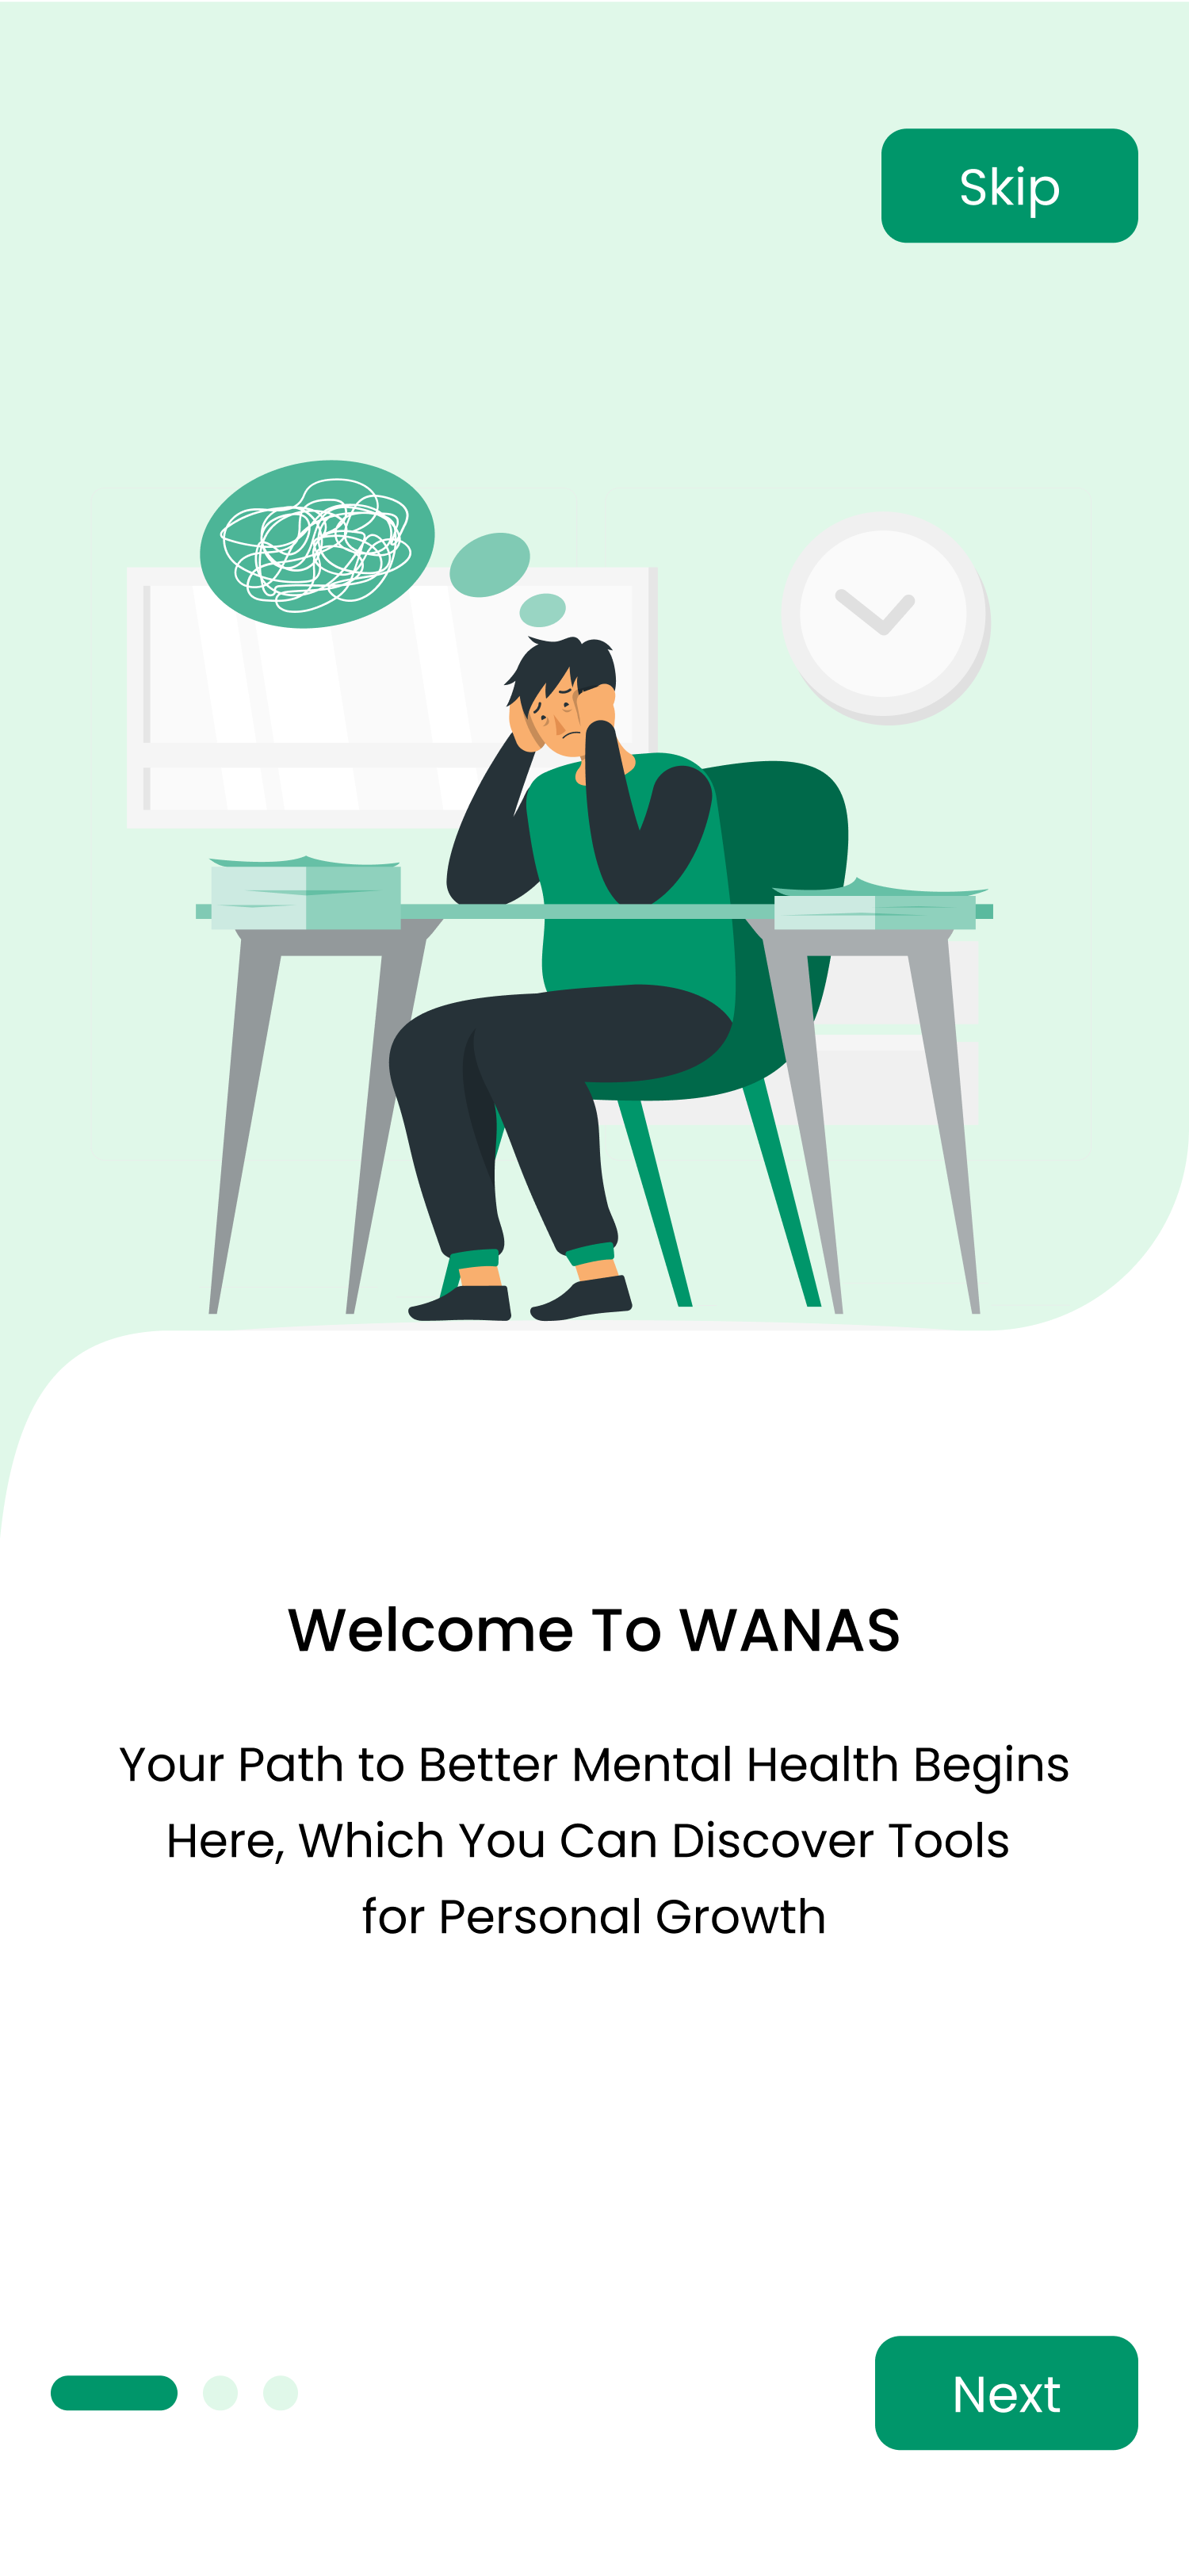 Skip
Welcome To WANAS
Your Path to Better Mental Health Begins
Here, Which You Can Discover Tools
for Personal Growth
Next